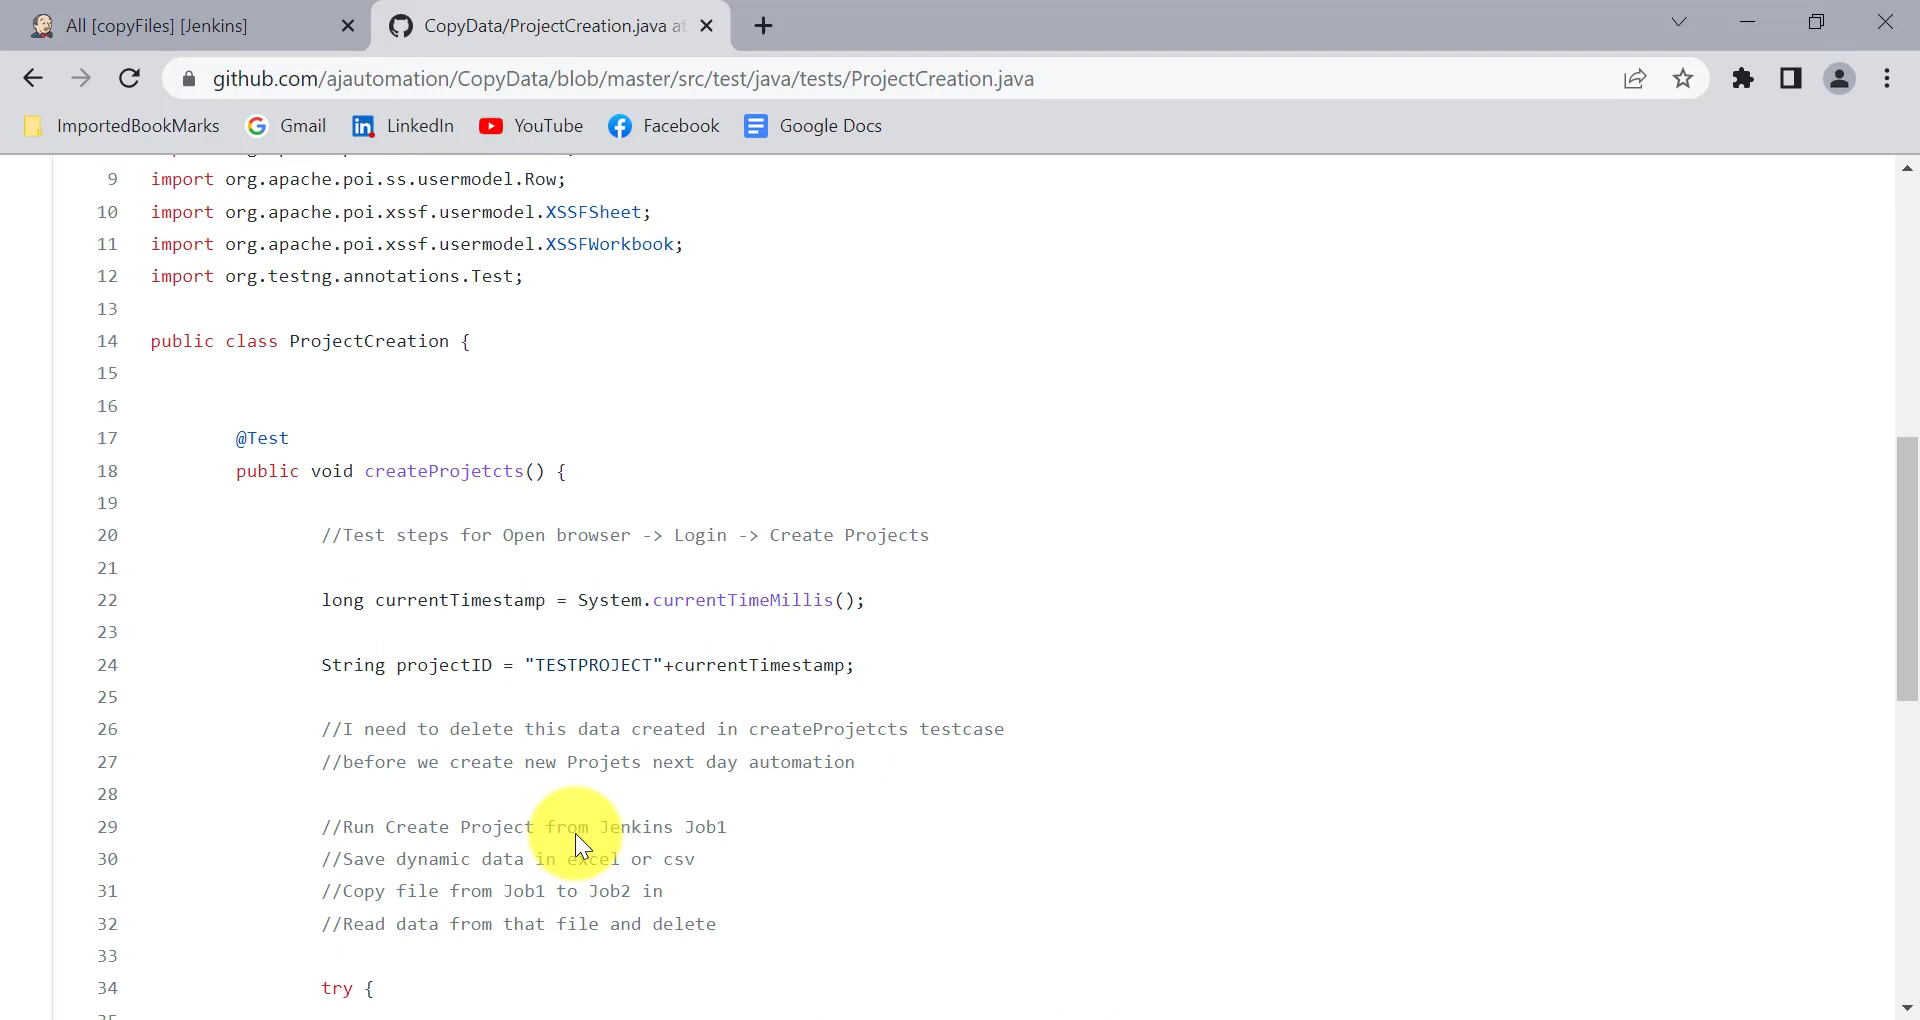 All [copyFiles] [Jenkins]
CopyData/ProjectCreation.java at
github.com/ajautomation/CopyData/blob/master/src/test/java/tests/ProjectCreation.java
ImportedBookMarks Gmail LinkedIn YouTube Facebook Google Docs
9 import org.apache.poi.ss.usermodel.Row;
10 import org.apache.poi.xssf.usermodel.XSSFSheet;
11 import org.apache.poi.xssf.usermodel.XSSFWorkbook;
12 import org.testng.annotations.Test;
13
14 public class ProjectCreation {
15
16
17 @Test
18 public void createProjetcts() {
19
20 //Test steps for Open browser -> Login -> Create Projects
21
22 long currentTimestamp = System.currentTimeMillis();
23
24 String projectID = "TESTPROJECT"+currentTimestamp;
25
26 //I need to delete this data created in createProjetcts testcase
27 //before we create new Projets next day automation
28
29 //Run Create Project from Jenkins Job1
30 //Save dynamic data in excel or csv
31 //Copy file from Job1 to Job2 in
32 //Read data from that file and delete
33
34 try {